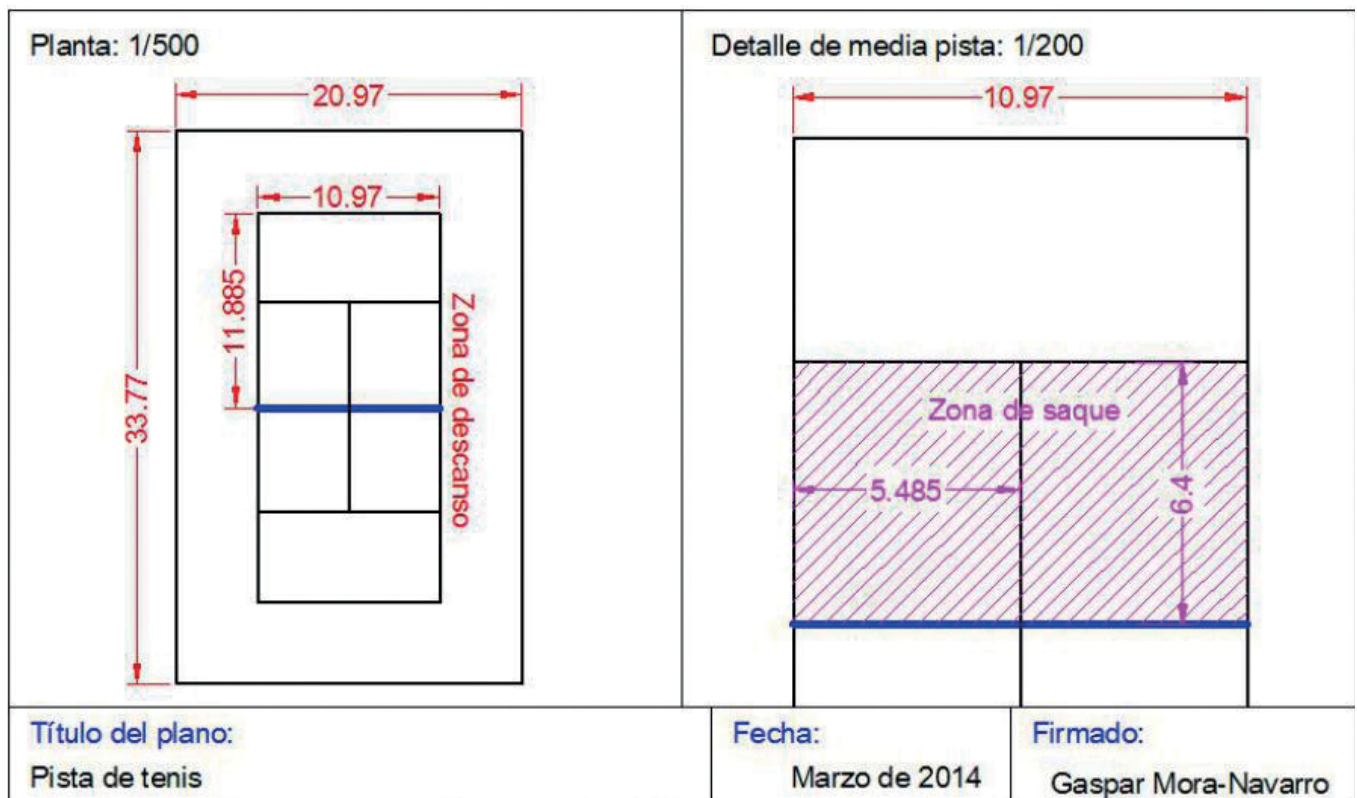 Planta: 1/500
20.97
10.97
11.885
33.77
Zona de descanso
Detalle de media pista: 1/200
10.97
Zona de saque
5.485
6.4
Título del plano:
Pista de tenis
Fecha:
Marzo de 2014
Firmado:
Gaspar Mora-Navarro